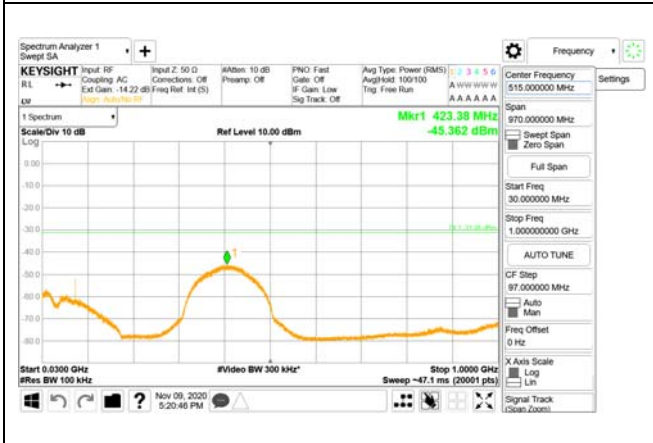 Spectrum Analyzer 1
Swept SA
Frequency
KEYSIGHT
RL
Input: RF
Coupling: AC
Ext Gain: -14.22 dB
Align: Auto/No RF
Input Z: 50 Ω
Corrections: Off
Freq Ref: Int (S)
#Atten: 10 dB
Preamp: Off
PNO: Fast
Gate: Off
IF Gain: Low
Sig Track: Off
Avg Type: Power (RMS)
Avg|Hold: 100/100
Trig: Free Run
1 2 3 4 5 6
A W W W W W
A A A A A A
1 Spectrum
Scale/Div 10 dB
Log
Ref Level 10.00 dBm
Mkr1 423.38 MHz
-45.362 dBm
0.00
-10.0
-20.0
-30.0
-40.0
-50.0
-60.0
-70.0
-80.0
1
Start 0.0300 GHz
#Res BW 100 kHz
#Video BW 300 kHz*
Stop 1.0000 GHz
Sweep ~47.1 ms (20001 pts)
Nov 09, 2020
5:20:46 PM
Center Frequency
515.000000 MHz
Settings
Span
970.000000 MHz
Swept Span
Zero Span
Full Span
Start Freq
30.000000 MHz
Stop Freq
1.000000000 GHz
AUTO TUNE
CF Step
97.000000 MHz
Auto
Man
Freq Offset
0 Hz
X Axis Scale
Log
Lin
Signal Track
(Span Zoom)